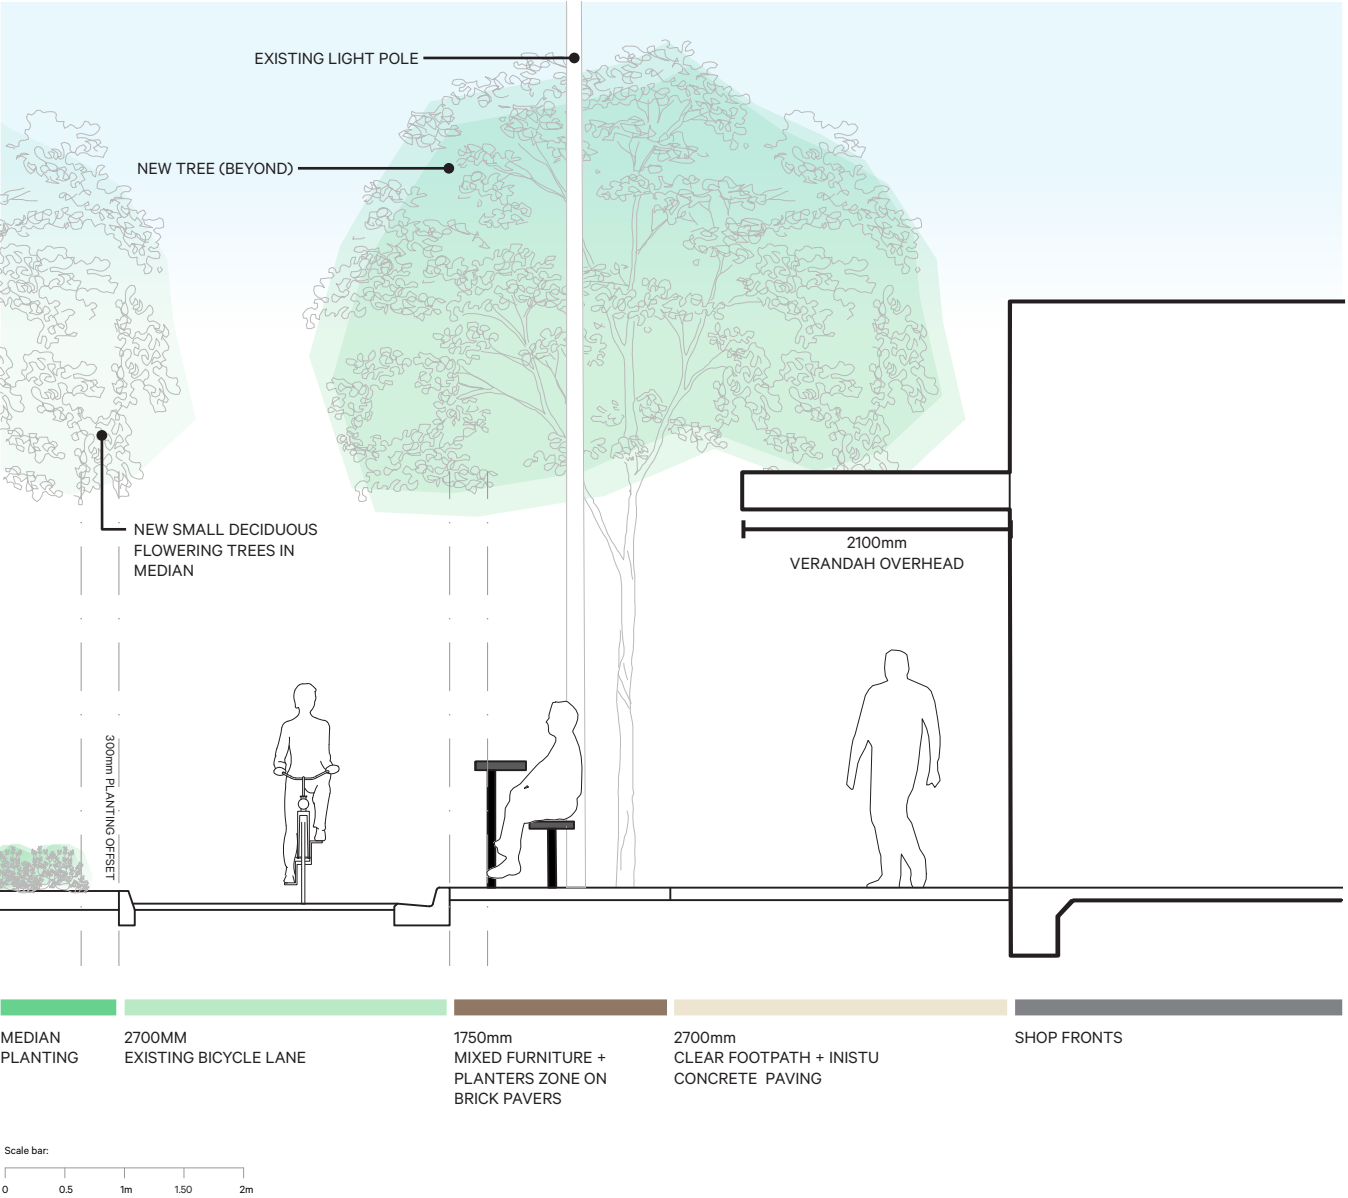 EXISTING LIGHT POLE
NEW TREE (BEYOND)
NEW SMALL DECIDUOUS
FLOWERING TREES IN
MEDIAN
2100mm
VERANDAH OVERHEAD
300mm PLANTING OFFSET
MEDIAN
PLANTING
2700MM
EXISTING BICYCLE LANE
1750mm
MIXED FURNITURE +
PLANTERS ZONE ON
BRICK PAVERS
2700mm
CLEAR FOOTPATH + INISTU
CONCRETE PAVING
SHOP FRONTS
Scale bar:
0 0.5 1m 1.50 2m